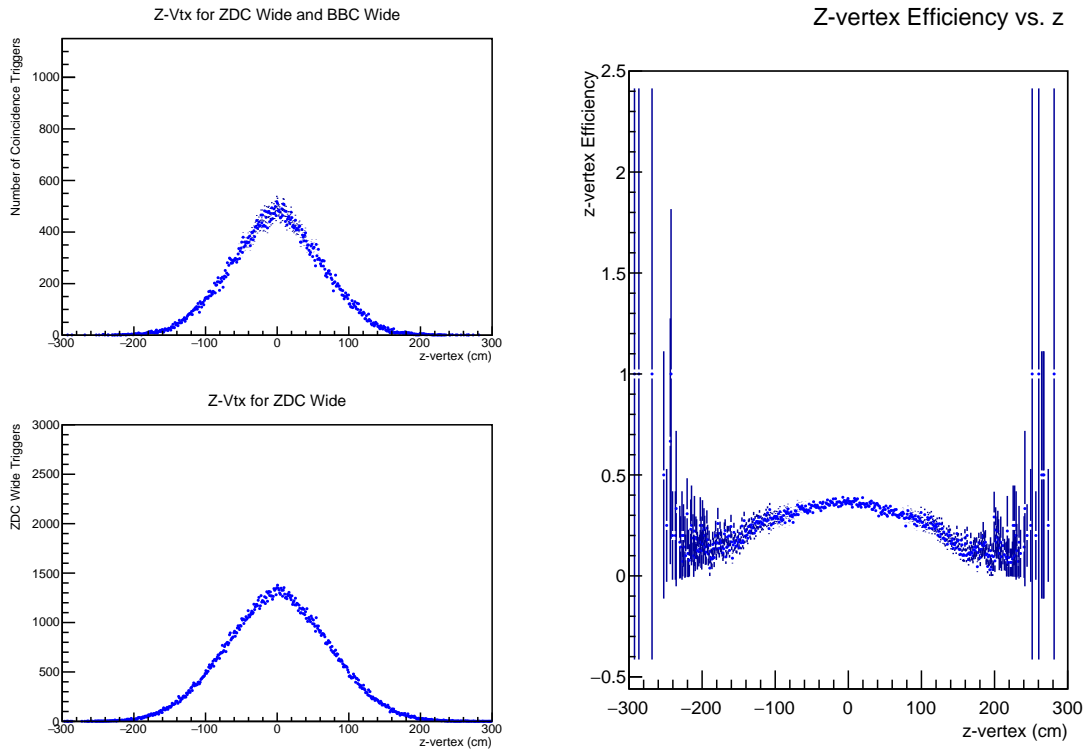 Z-Vtx for ZDC Wide and BBC Wide
Number of Coincidence Triggers
1000
800
600
400
200
0
−300 −200 −100 0 100 200 300
z-vertex (cm)
Z-Vtx for ZDC Wide
ZDC Wide Triggers
3000
2500
2000
1500
1000
500
0
−300 −200 −100 0 100 200 300
z-vertex (cm)
Z-vertex Efficiency vs. z
z-vertex Efficiency
2.5
2
1.5
1
0.5
0
−0.5
−300 −200 −100 0 100 200 300
z-vertex (cm)